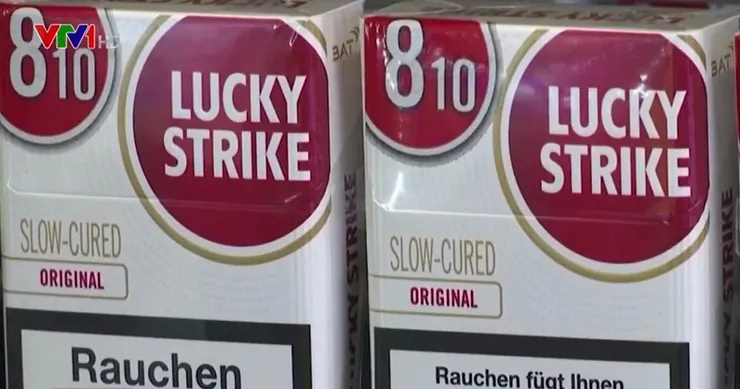 VTV1 HD
8 10
LUCKY
STRIKE
SLOW-CURED
ORIGINAL
Rauchen
BAT
8 10
LUCKY
STRIKE
SLOW-CURED
ORIGINAL
Rauchen fügt Ihnen
BAT
STRIKE